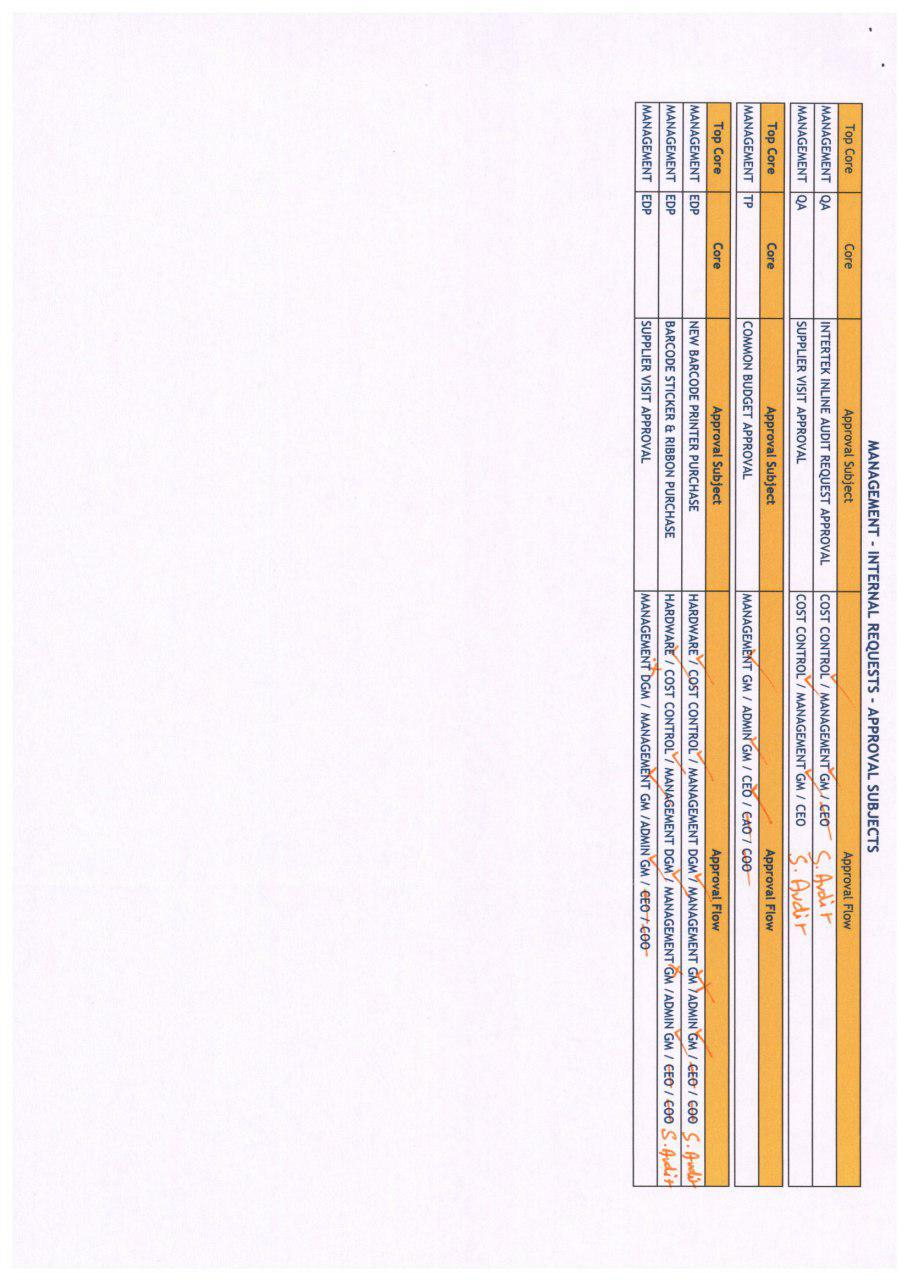 MANAGEMENT - INTERNAL REQUESTS - APPROVAL SUBJECTS
Top Core Core Approval Subject Approval Flow
MANAGEMENT QA INTERTEK INLINE AUDIT REQUEST APPROVAL COST CONTROL / MANAGEMENT GM / CEO S. Audit
MANAGEMENT QA SUPPLIER VISIT APPROVAL COST CONTROL / MANAGEMENT GM / CEO S. Audit
Top Core Core Approval Subject Approval Flow
MANAGEMENT TP COMMON BUDGET APPROVAL MANAGEMENT GM / ADMIN GM / CEO / CAO / COO
Top Core Core Approval Subject Approval Flow
MANAGEMENT EDP NEW BARCODE PRINTER PURCHASE HARDWARE / COST CONTROL / MANAGEMENT DGM / MANAGEMENT GM /ADMIN GM / CEO / COO S. Audit
MANAGEMENT EDP BARCODE STICKER & RIBBON PURCHASE HARDWARE / COST CONTROL / MANAGEMENT DGM / MANAGEMENT GM /ADMIN GM / CEO / COO S. Audit
MANAGEMENT EDP SUPPLIER VISIT APPROVAL MANAGEMENT DGM / MANAGEMENT GM /ADMIN GM / CEO / COO